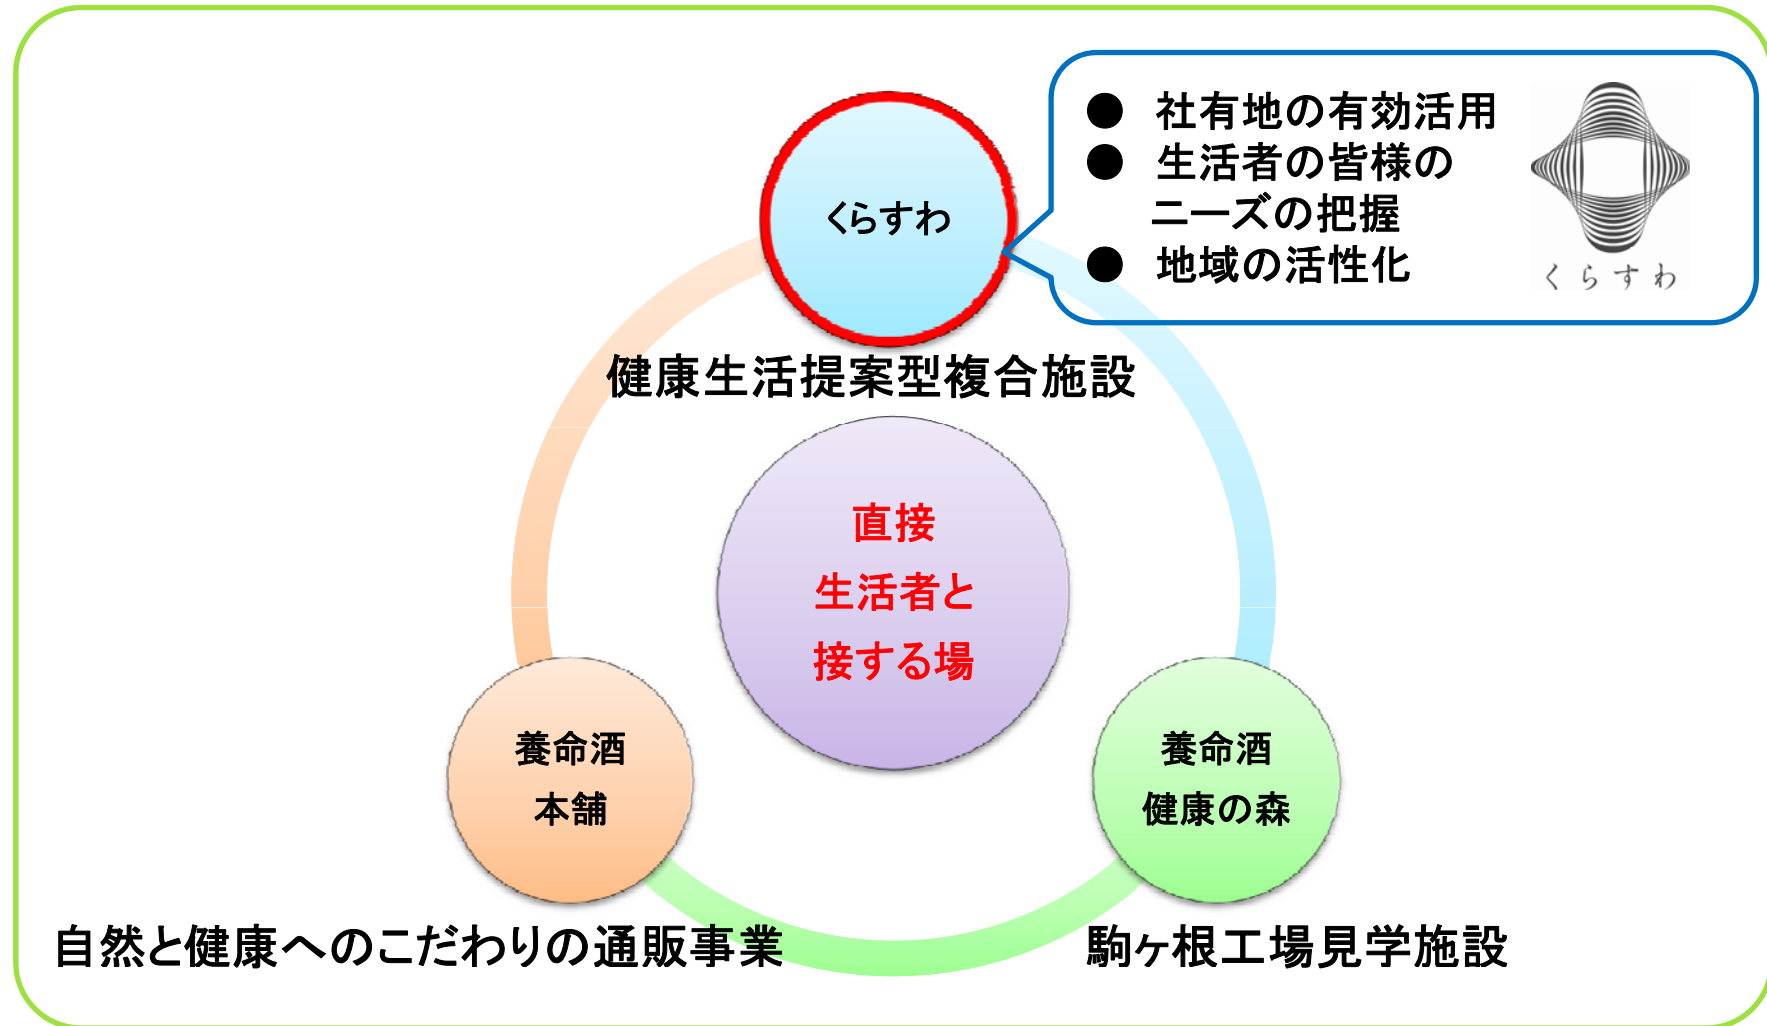 ● 社有地の有効活用
● 生活者の皆様の
ニーズの把握
● 地域の活性化
くらすわ
くらすわ
健康生活提案型複合施設
直接
生活者と
接する場
養命酒
本舗
養命酒
健康の森
自然と健康へのこだわりの通販事業
駒ヶ根工場見学施設